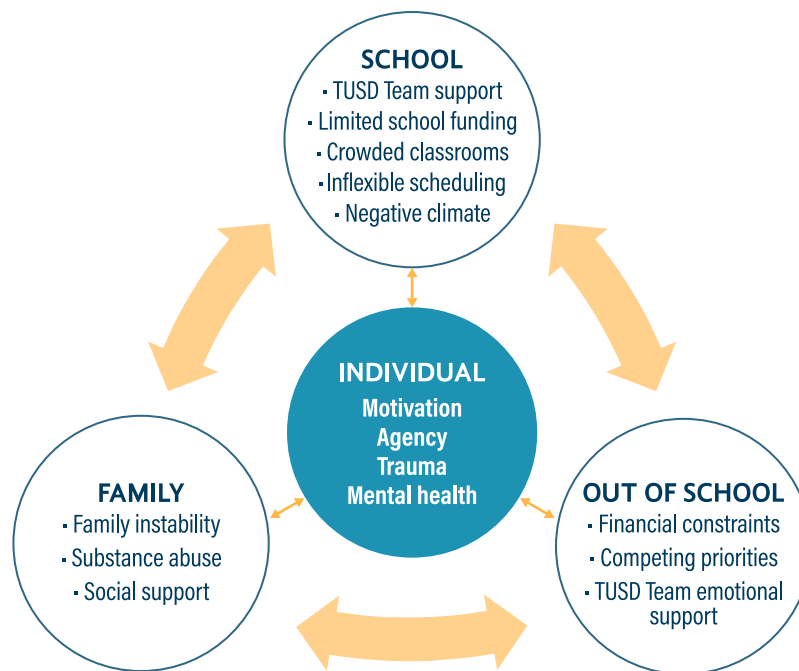 SCHOOL
▪ TUSD Team support
▪ Limited school funding
▪ Crowded classrooms
▪ Inflexible scheduling
▪ Negative climate
INDIVIDUAL
Motivation
Agency
Trauma
Mental health
FAMILY
▪ Family instability
▪ Substance abuse
▪ Social support
OUT OF SCHOOL
▪ Financial constraints
▪ Competing priorities
▪ TUSD Team emotional
support